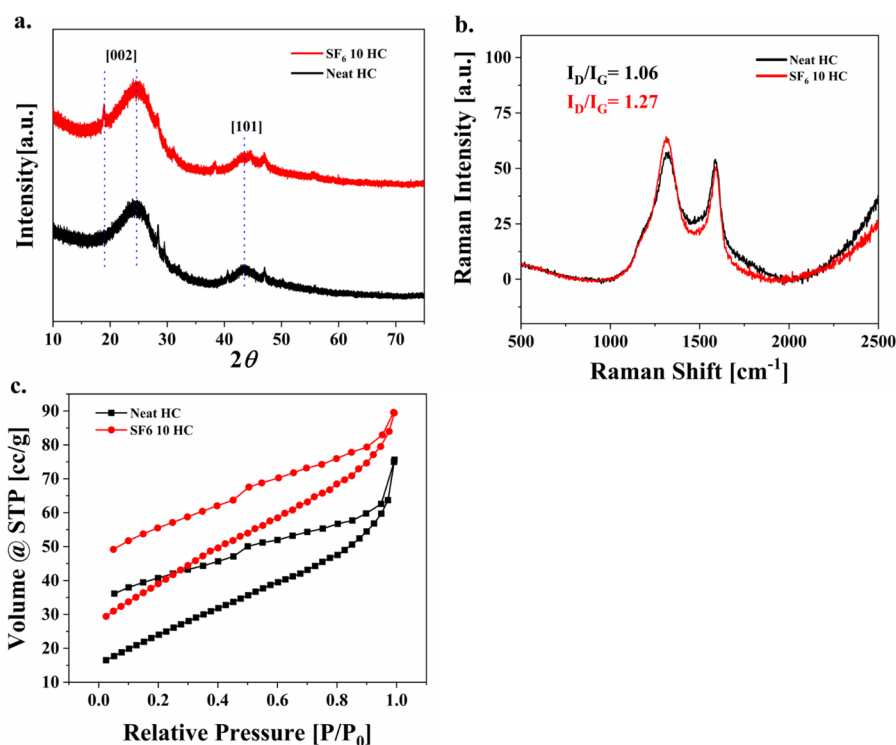 a.
[002]
SF6 10 HC
Neat HC
[101]
Intensity[a.u.]
10 20 30 40 50 60 70
2θ
b.
100
75
50
25
0
Raman Intensity [a.u.]
ID/IG= 1.06
ID/IG= 1.27
Neat HC
SF6 10 HC
500 1000 1500 2000 2500
Raman Shift [cm-1]
c.
90
80
70
60
50
40
30
20
10
Volume @ STP [cc/g]
Neat HC
SF6 10 HC
0.0 0.2 0.4 0.6 0.8 1.0
Relative Pressure [P/P0]